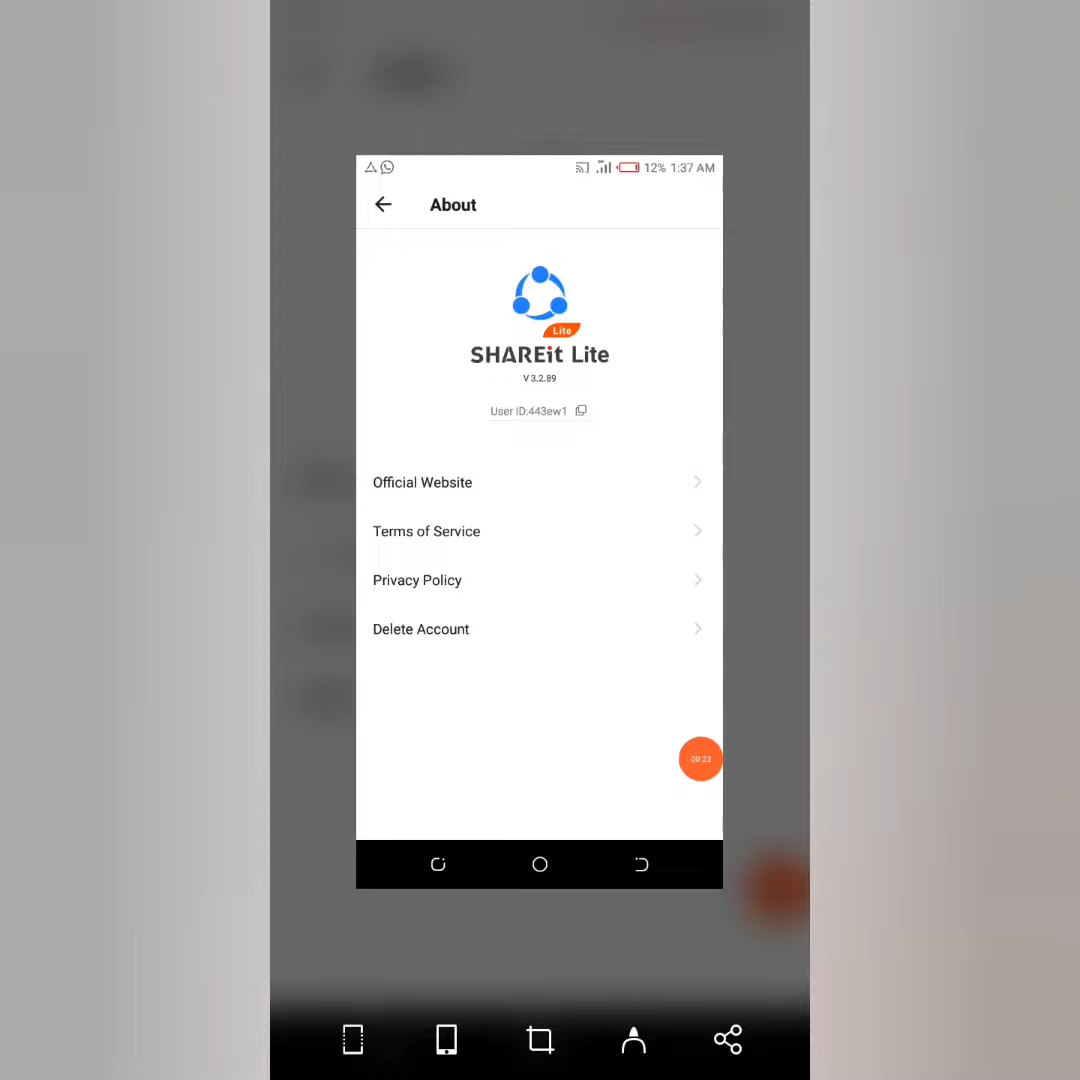 12% 1:37 AM
About
Lite
SHAREit Lite
V 3.2.89
User ID:443ew1
Official Website
Terms of Service
Privacy Policy
Delete Account
00:23